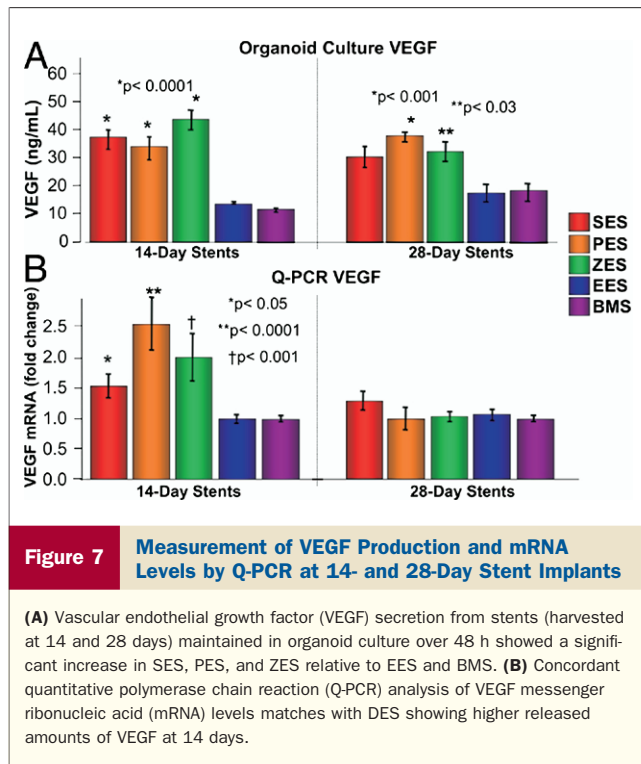 A
Organoid Culture VEGF
VEGF (ng/mL)
60
50
40
30
20
10
0
*p< 0.0001
*
*
*
*p< 0.001
**p< 0.03
*
**
14-Day Stents
28-Day Stents
SES
PES
ZES
EES
BMS
B
Q-PCR VEGF
VEGF mRNA (fold change)
2.5
2.0
1.5
1.0
0.5
0.0
*
**
†
*p< 0.05
**p< 0.0001
†p< 0.001
14-Day Stents
28-Day Stents
Figure 7
Measurement of VEGF Production and mRNA
Levels by Q-PCR at 14- and 28-Day Stent Implants
(A) Vascular endothelial growth factor (VEGF) secretion from stents (harvested
at 14 and 28 days) maintained in organoid culture over 48 h showed a signifi-
cant increase in SES, PES, and ZES relative to EES and BMS. (B) Concordant
quantitative polymerase chain reaction (Q-PCR) analysis of VEGF messenger
ribonucleic acid (mRNA) levels matches with DES showing higher released
amounts of VEGF at 14 days.